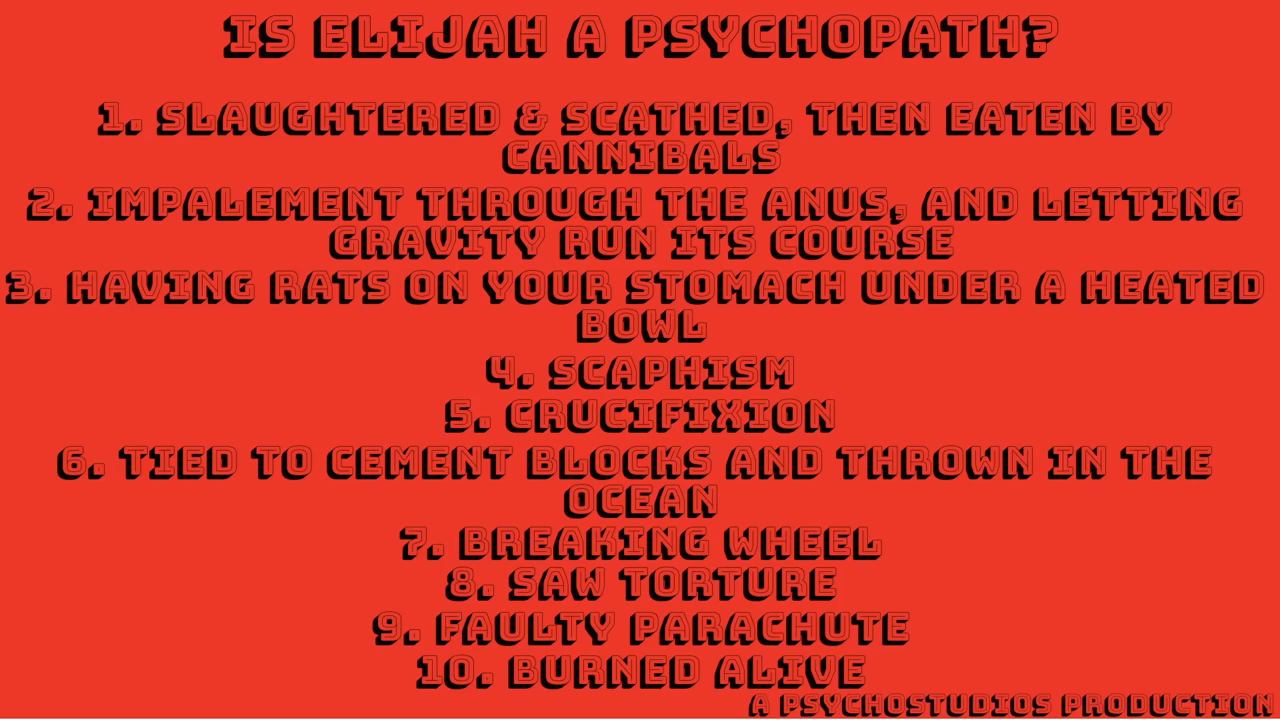 IS ELIJAH A PSYCHOPATH?
1. SLAUGHTERED & SCATHED, THEN EATEN BY
CANNIBALS
2. IMPALEMENT THROUGH THE ANUS, AND LETTING
GRAVITY RUN ITS COURSE
3. HAVING RATS ON YOUR STOMACH UNDER A HEATED
BOWL
4. SCAPHISM
5. CRUCIFIXION
6. TIED TO CEMENT BLOCKS AND THROWN IN THE
OCEAN
7. BREAKING WHEEL
8. SAW TORTURE
9. FAULTY PARACHUTE
10. BURNED ALIVE
A PSYCHOSTUDIOS PRODUCTION